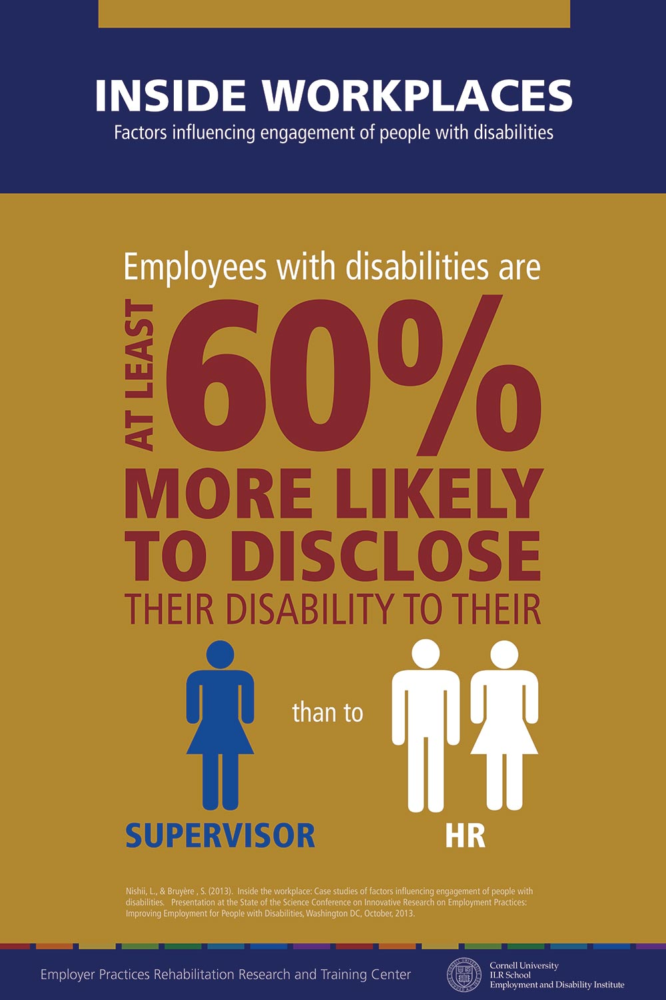 INSIDE WORKPLACES
Factors influencing engagement of people with disabilities
Employees with disabilities are
AT LEAST
60%
MORE LIKELY
TO DISCLOSE
THEIR DISABILITY TO THEIR
than to
SUPERVISOR
HR
Nishii, L., & Bruyère , S. (2013). Inside the workplace: Case studies of factors influencing engagement of people with
disabilities. Presentation at the State of the Science Conference on Innovative Research on Employment Practices:
Improving Employment for People with Disabilities, Washington DC, October, 2013.
Employer Practices Rehabilitation Research and Training Center
Cornell University
ILR School
Employment and Disability Institute